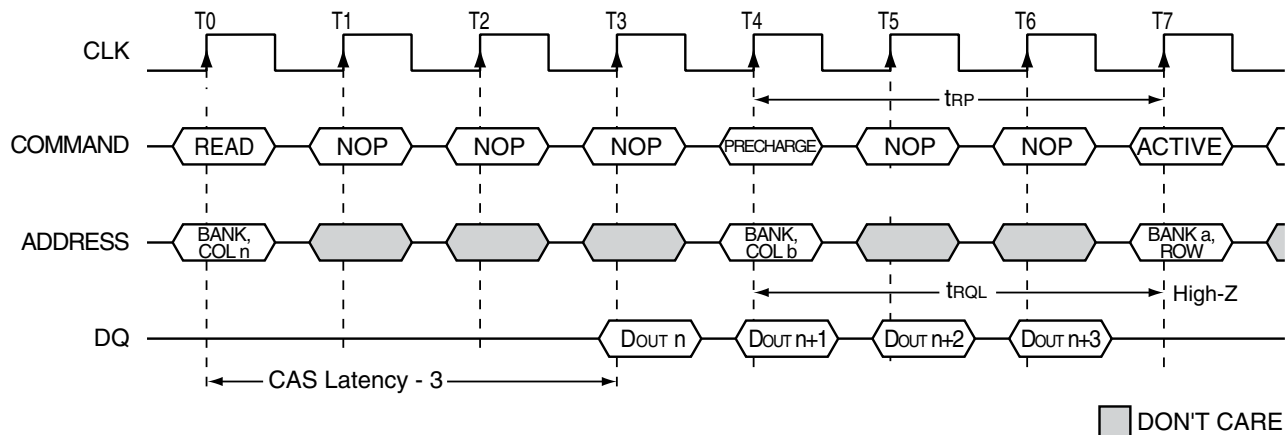 T0 T1 T2 T3 T4 T5 T6 T7
CLK
tRP
COMMAND READ NOP NOP NOP PRECHARGE NOP NOP ACTIVE
ADDRESS
BANK,
COL n
BANK,
COL b
BANK a,
ROW
tRQL High-Z
DQ DOUT n DOUT n+1 DOUT n+2 DOUT n+3
CAS Latency - 3
DON'T CARE